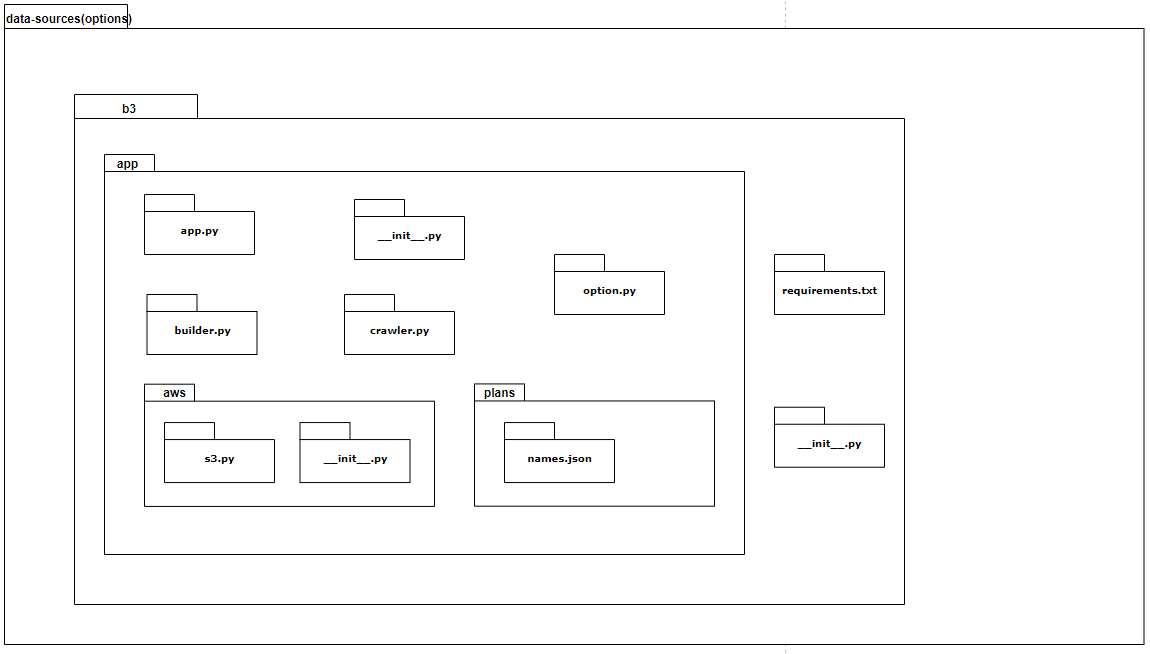 data-sources(options)
b3
app
app.py
__init__.py
option.py
requirements.txt
builder.py
crawler.py
aws
plans
s3.py
__init__.py
names.json
__init__.py